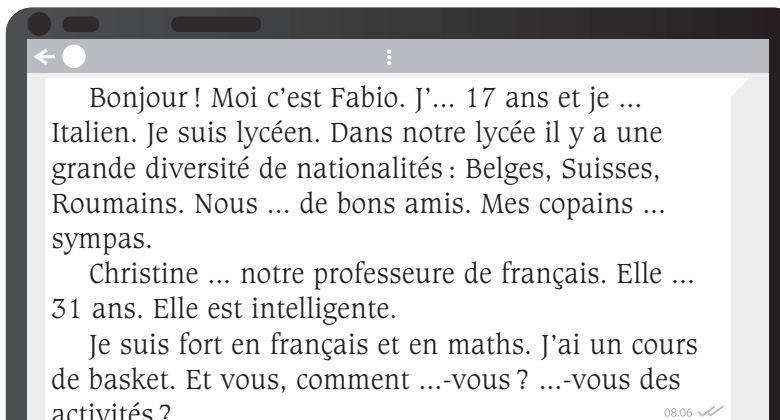 Bonjour ! Moi c’est Fabio. J’... 17 ans et je ...
Italien. Je suis lycéen. Dans notre lycée il y a une
grande diversité de nationalités : Belges, Suisses,
Roumains. Nous ... de bons amis. Mes copains ...
sympas.
Christine ... notre professeure de français. Elle ...
31 ans. Elle est intelligente.
Je suis fort en français et en maths. J’ai un cours
de basket. Et vous, comment ...-vous ? ...-vous des
activités ?
08.06